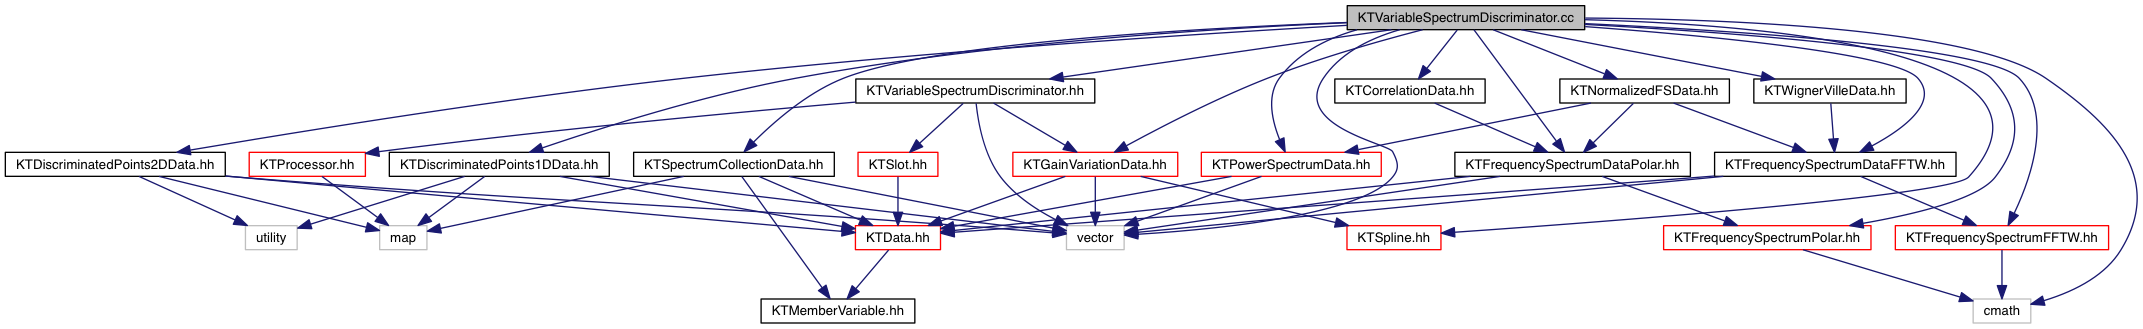 KTVariableSpectrumDiscriminator.cc
KTVariableSpectrumDiscriminator.hh
KTCorrelationData.hh
KTNormalizedFSData.hh
KTWignerVilleData.hh
KTDiscriminatedPoints2DData.hh
KTProcessor.hh
KTDiscriminatedPoints1DData.hh
KTSpectrumCollectionData.hh
KTSlot.hh
KTGainVariationData.hh
KTPowerSpectrumData.hh
KTFrequencySpectrumDataPolar.hh
KTFrequencySpectrumDataFFTW.hh
utility
map
KTData.hh
vector
KTSpline.hh
KTFrequencySpectrumPolar.hh
KTFrequencySpectrumFFTW.hh
KTMemberVariable.hh
cmath